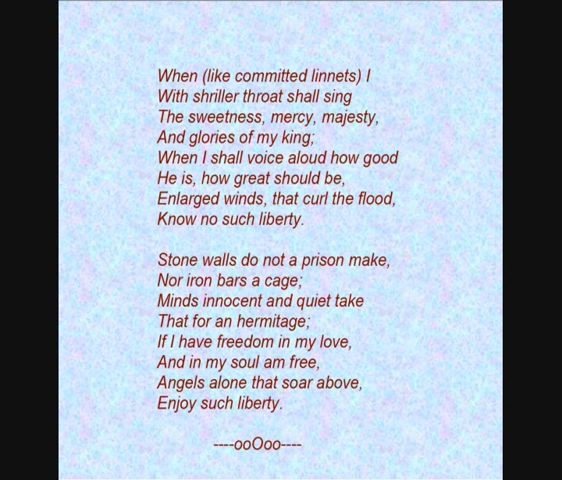 When (like committed linnets) I
With shriller throat shall sing
The sweetness, mercy, majesty,
And glories of my king;
When I shall voice aloud how good
He is, how great should be,
Enlarged winds, that curl the flood,
Know no such liberty.
Stone walls do not a prison make,
Nor iron bars a cage;
Minds innocent and quiet take
That for an hermitage;
If I have freedom in my love,
And in my soul am free,
Angels alone that soar above,
Enjoy such liberty.
----ooOoo----